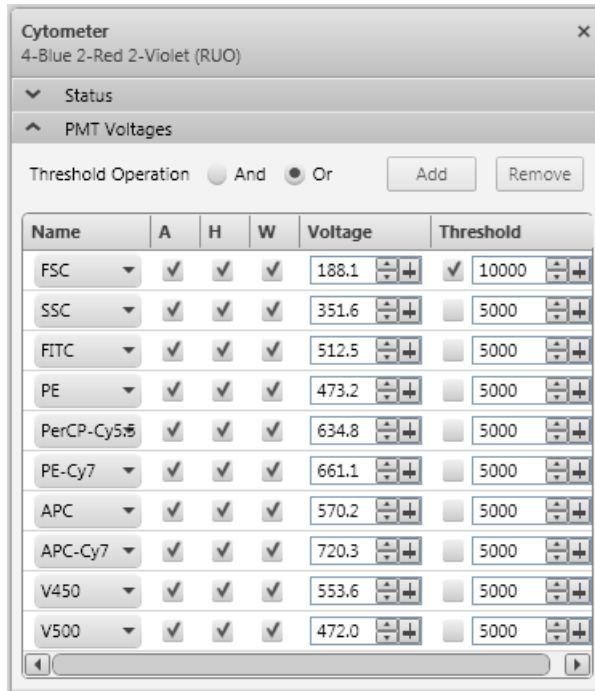 Cytometer
4-Blue 2-Red 2-Violet (RUO)
Status
PMT Voltages
Threshold Operation And Or Add Remove
Name A H W Voltage Threshold
FSC 188.1 10000
SSC 351.6 5000
FITC 512.5 5000
PE 473.2 5000
PerCP-Cy5.5 634.8 5000
PE-Cy7 661.1 5000
APC 570.2 5000
APC-Cy7 720.3 5000
V450 553.6 5000
V500 472.0 5000